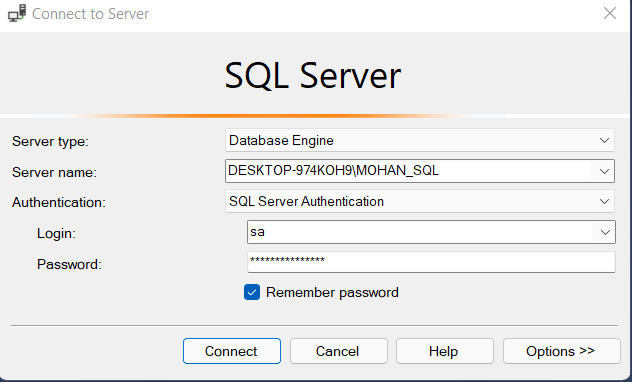 Connect to Server
SQL Server
Server type: Database Engine
Server name: DESKTOP-974KOH9\MOHAN_SQL
Authentication: SQL Server Authentication
Login: sa
Password: ***************
Remember password
Connect Cancel Help Options >>